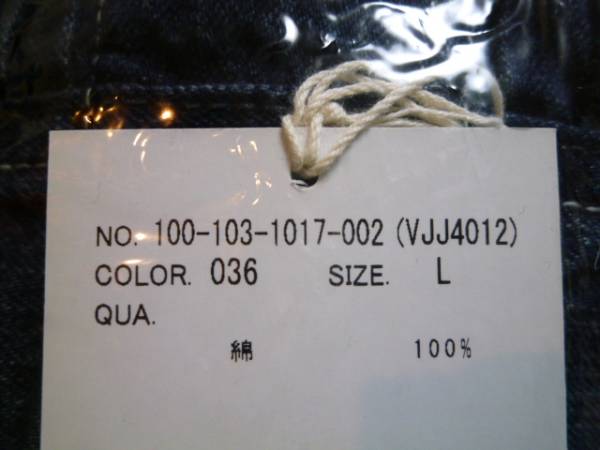 NO. 100-103-1017-002 (VJJ4012)
COLOR. 036 SIZE. L
QUA.
綿 100%